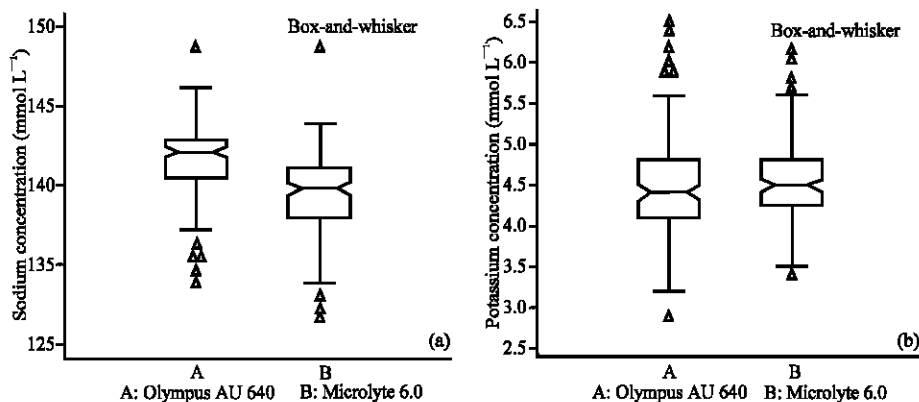 Box-and-whisker
Sodium concentration (mmol L⁻¹)
150
145
140
135
125
(a)
A
B
A: Olympus AU 640
B: Microlyte 6.0
Box-and-whisker
Potassium concentration (mmol L⁻¹)
6.5
6.0
5.5
5.0
4.5
4.0
3.5
3.0
2.5
(b)
A
B
A: Olympus AU 640
B: Microlyte 6.0